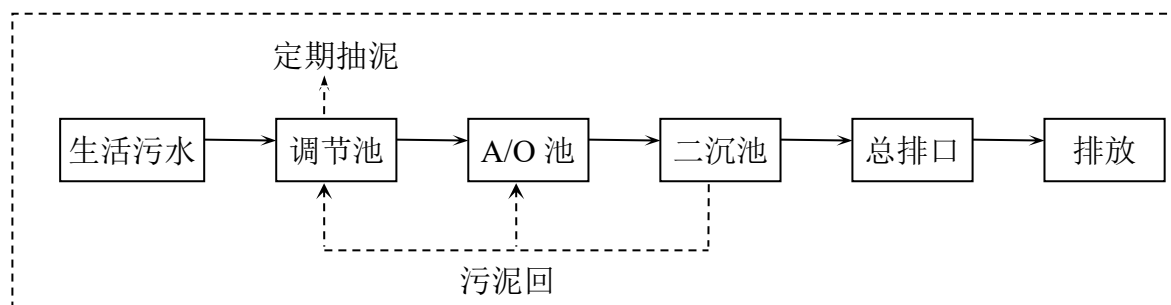 定期抽泥
生活污水
调节池
A/O 池
二沉池
总排口
排放
污泥回